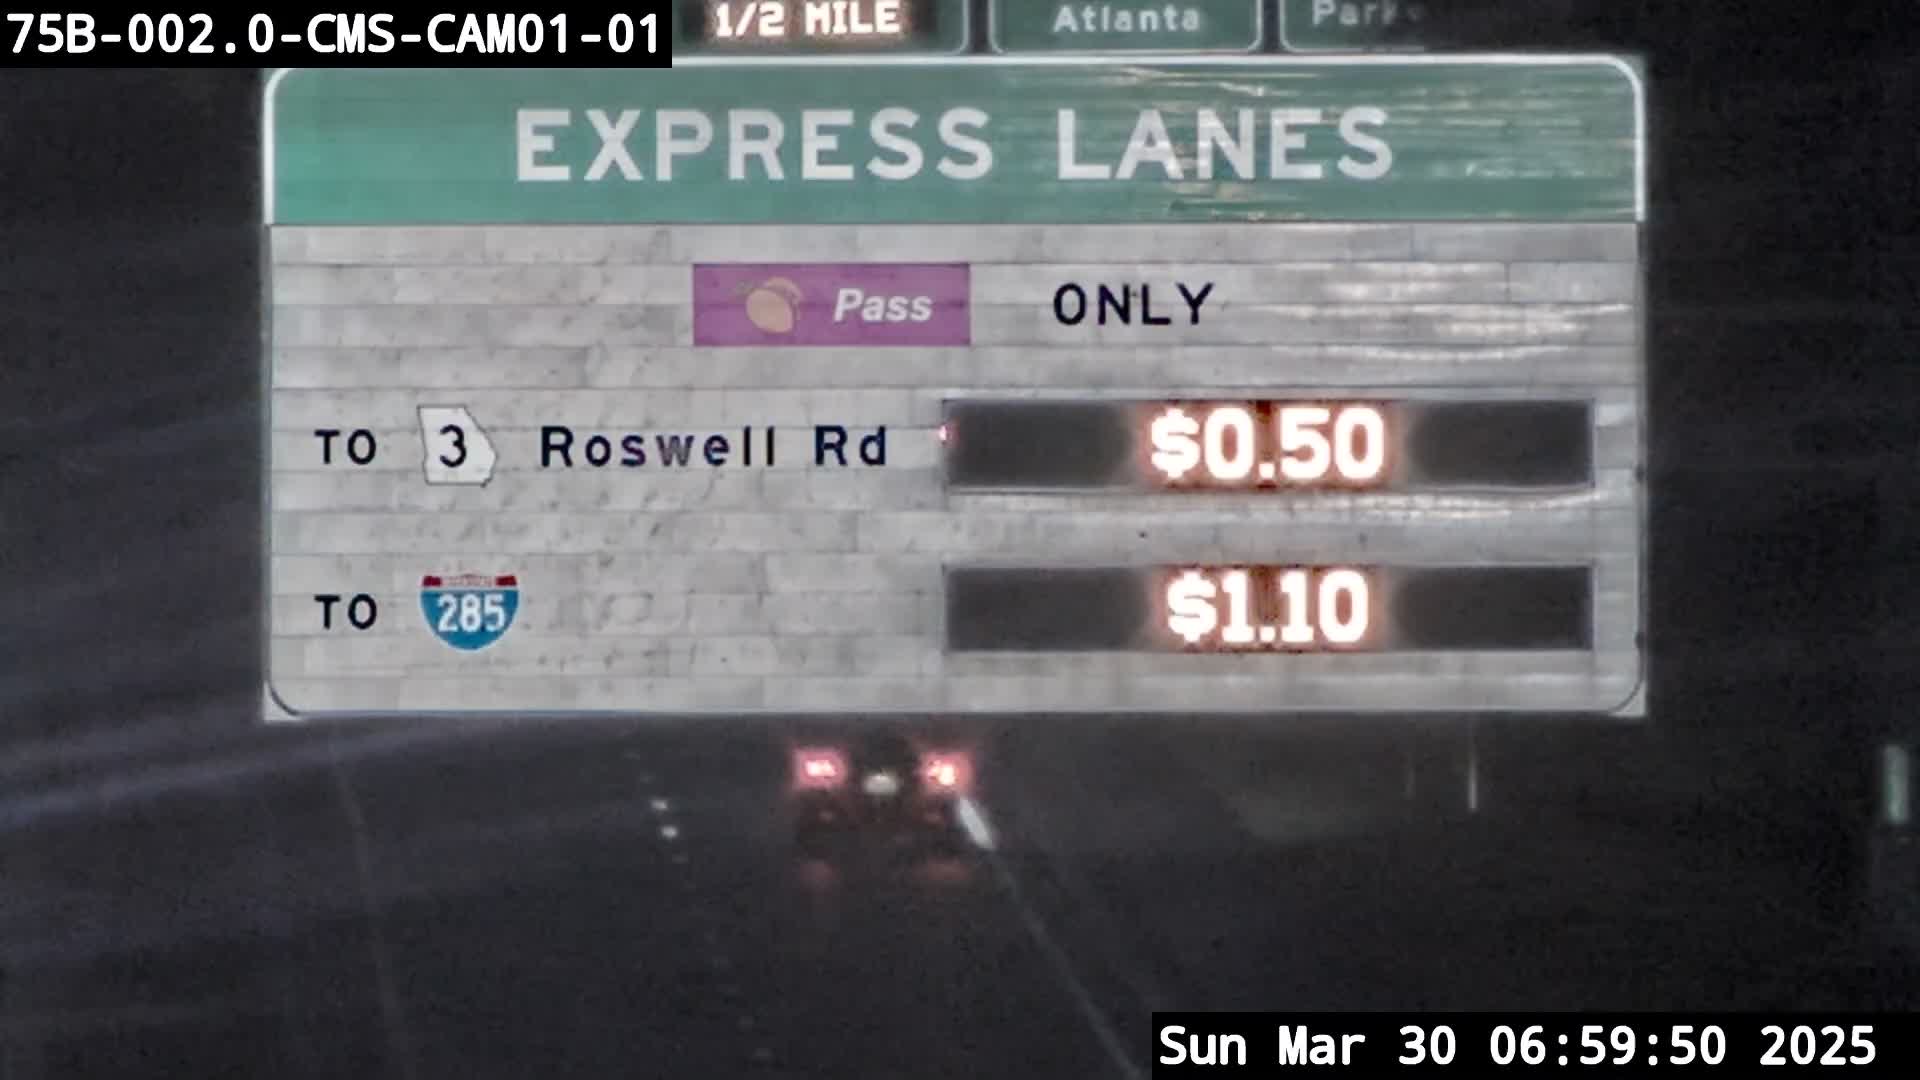 75B-002.0-CMS-CAM01-01
1/2 MILE
Atlanta
EXPRESS LANES
Pass ONLY
TO 3 Roswell Rd $0.50
TO 285 $1.10
Sun Mar 30 06:59:50 2025